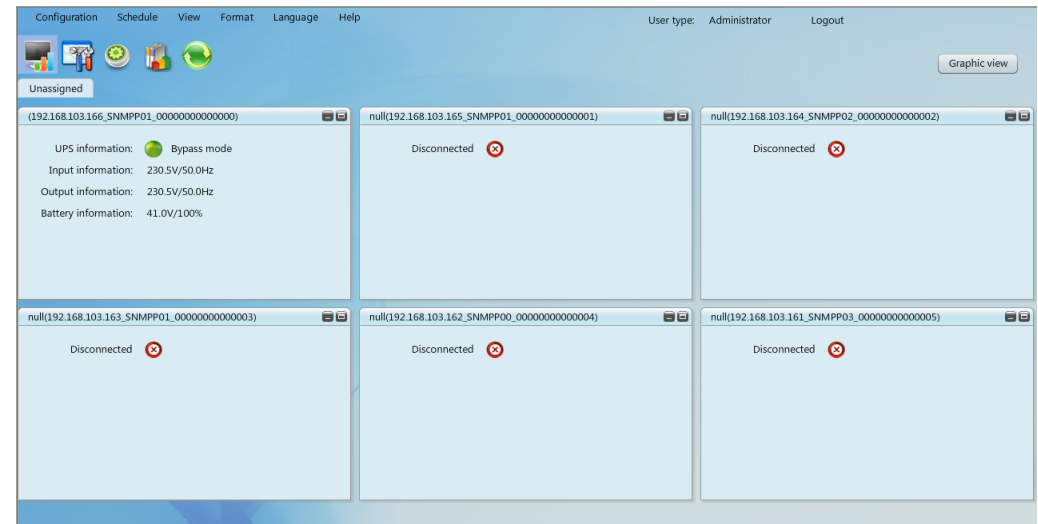 Configuration Schedule View Format Language Help User type: Administrator Logout
Graphic view
Unassigned
(192.168.103.166_SNMPP01_00000000000000)
UPS information: Bypass mode
Input information: 230.5V/50.0Hz
Output information: 230.5V/50.0Hz
Battery information: 41.0V/100%
null(192.168.103.165_SNMPP01_00000000000001)
Disconnected
null(192.168.103.164_SNMPP02_00000000000002)
Disconnected
null(192.168.103.163_SNMPP01_00000000000003)
Disconnected
null(192.168.103.162_SNMPP00_00000000000004)
Disconnected
null(192.168.103.161_SNMPP03_00000000000005)
Disconnected